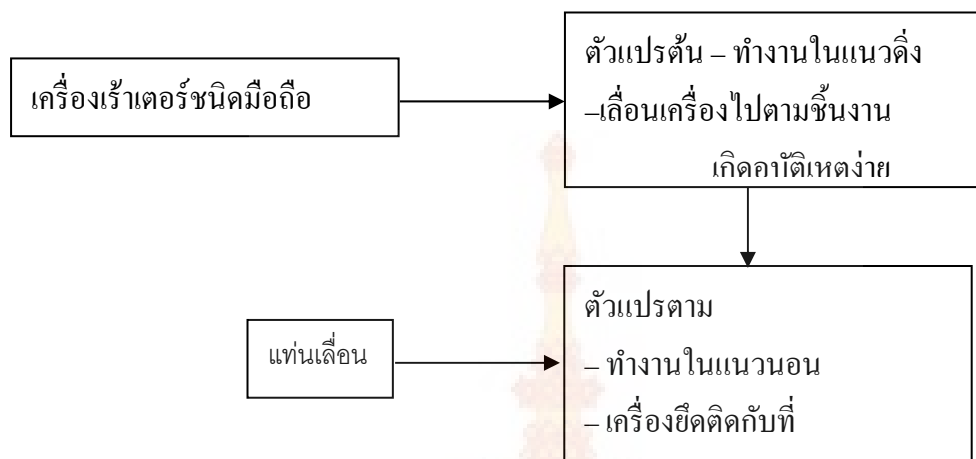 เครื่องเร้าเตอร์ชนิดมือถือ
ตัวแปรต้น – ทำงานในแนวดิ่ง
–เลื่อนเครื่องไปตามชิ้นงาน
เกิดอุบัติเหตุง่าย
แท่นเลื่อน
ตัวแปรตาม
– ทำงานในแนวนอน
– เครื่องยึดติดกับที่